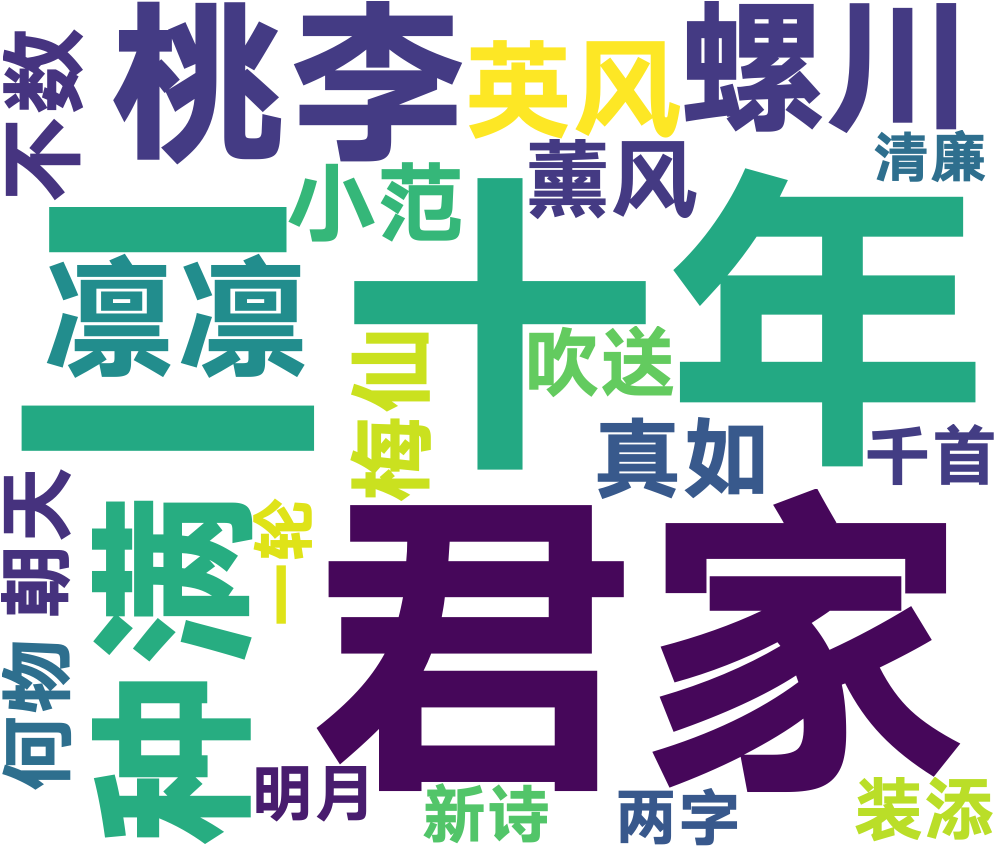 不数
桃李
英风
螺川
薰风
清廉
小范
二十年
凛凛
梅仙
吹送
真如
千首
朝天
种满
一轮
君家
何物
明月
新诗
两字
装添